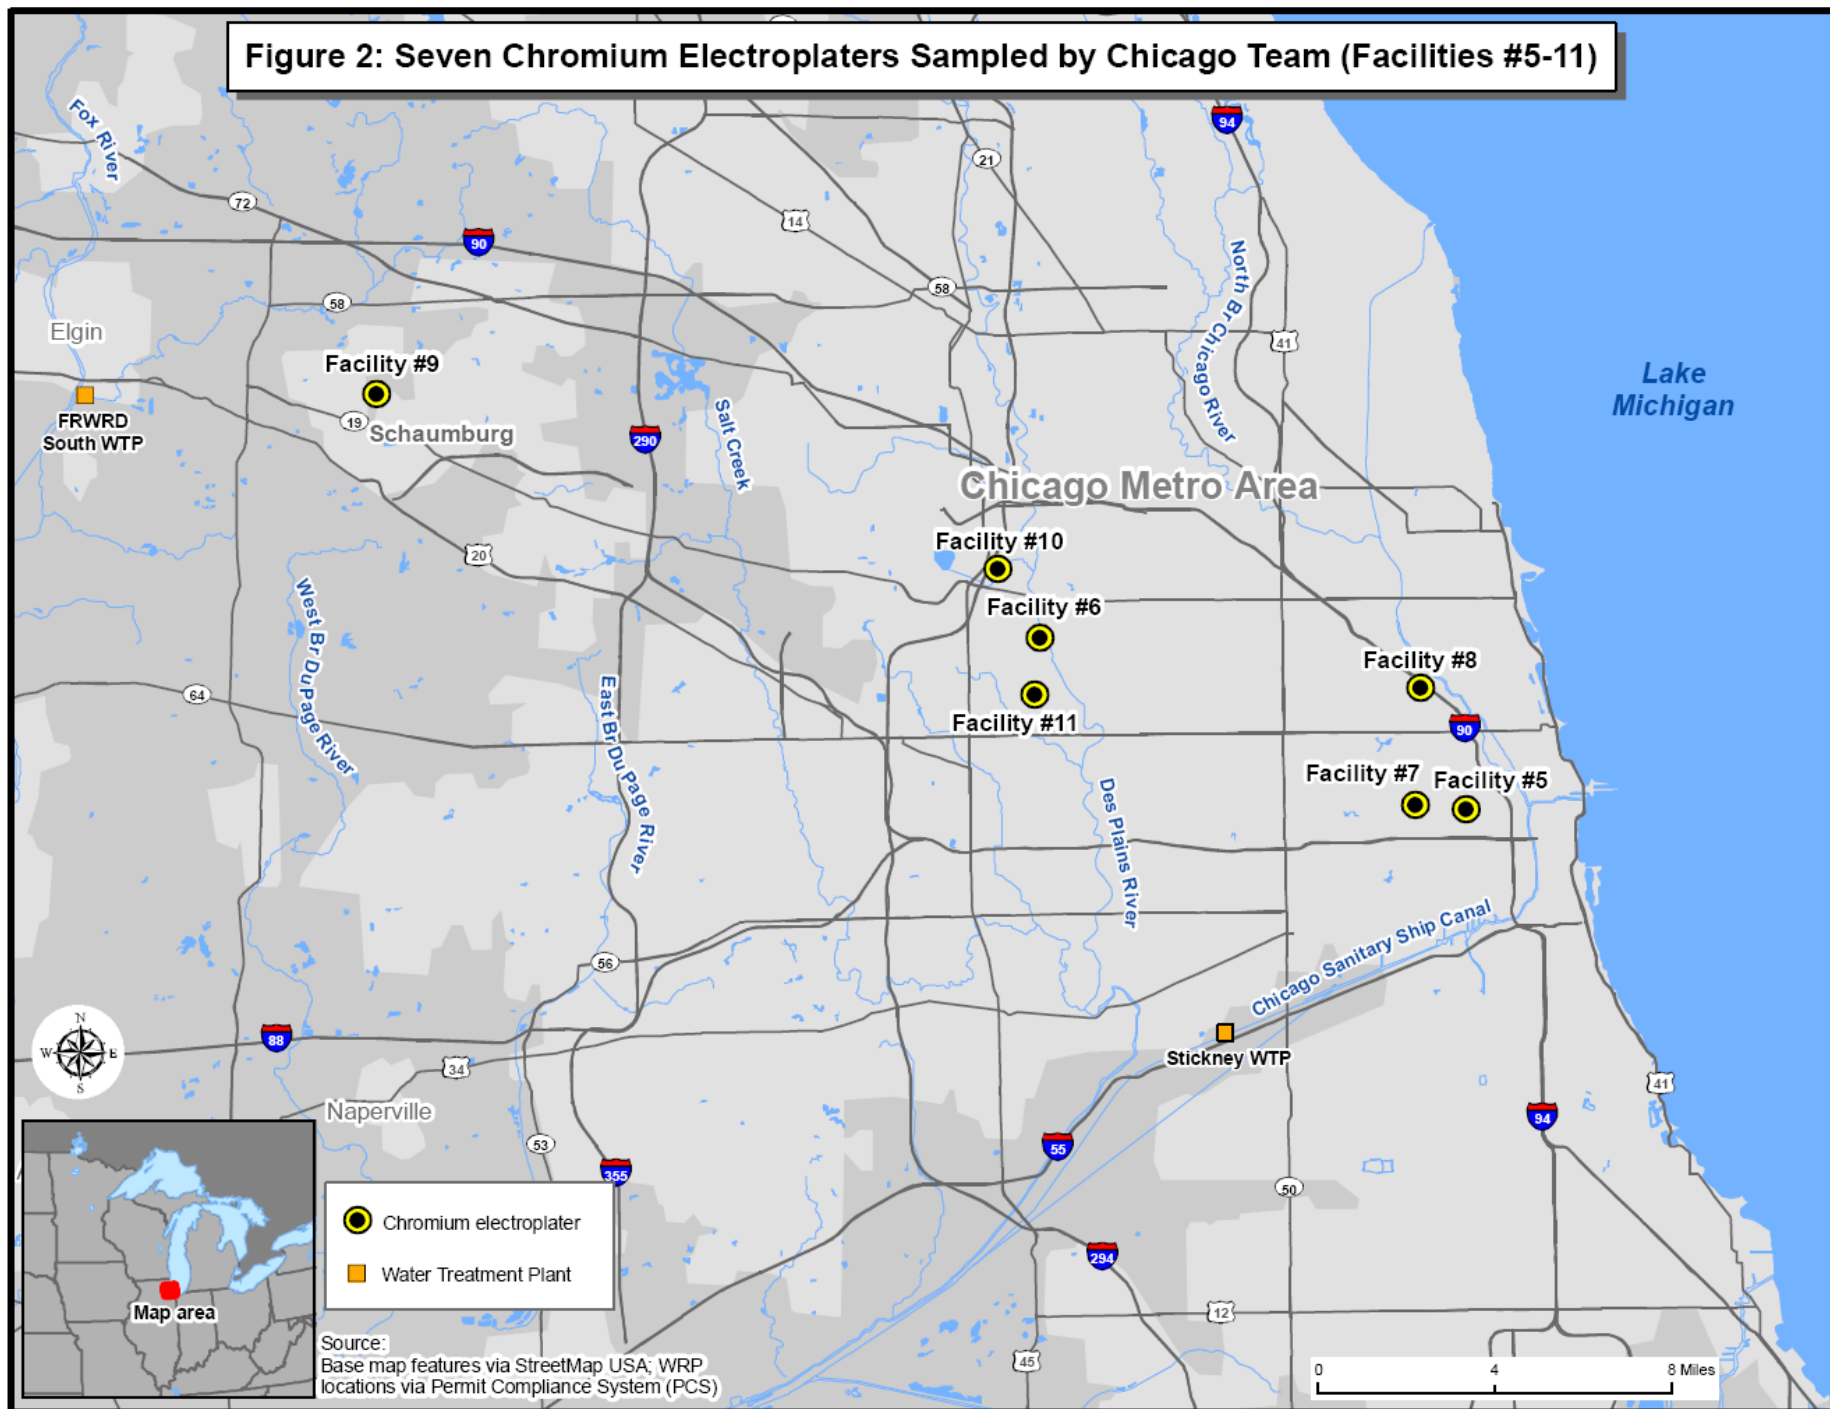 Figure 2: Seven Chromium Electroplaters Sampled by Chicago Team (Facilities #5-11)
Fox River
94
21
72
14
90
North Br Chicago River
58
58
Elgin
41
Facility #9
Lake
Michigan
FRWRD
South WTP
19
Schaumburg
290
Salt Creek
Chicago Metro Area
Facility #10
20
Facility #6
West Br DuPage River
Facility #8
64
East Br DuPage River
Facility #11
90
Facility #7
Facility #5
Des Plains River
Chicago Sanitary Ship Canal
56
N
W
E
S
88
Stickney WTP
34
41
Naperville
94
53
55
355
50
Chromium electroplater
294
Water Treatment Plant
Map area
12
Source:
Base map features via StreetMap USA; WRP
locations via Permit Compliance System (PCS)
45
0 4 8 Miles